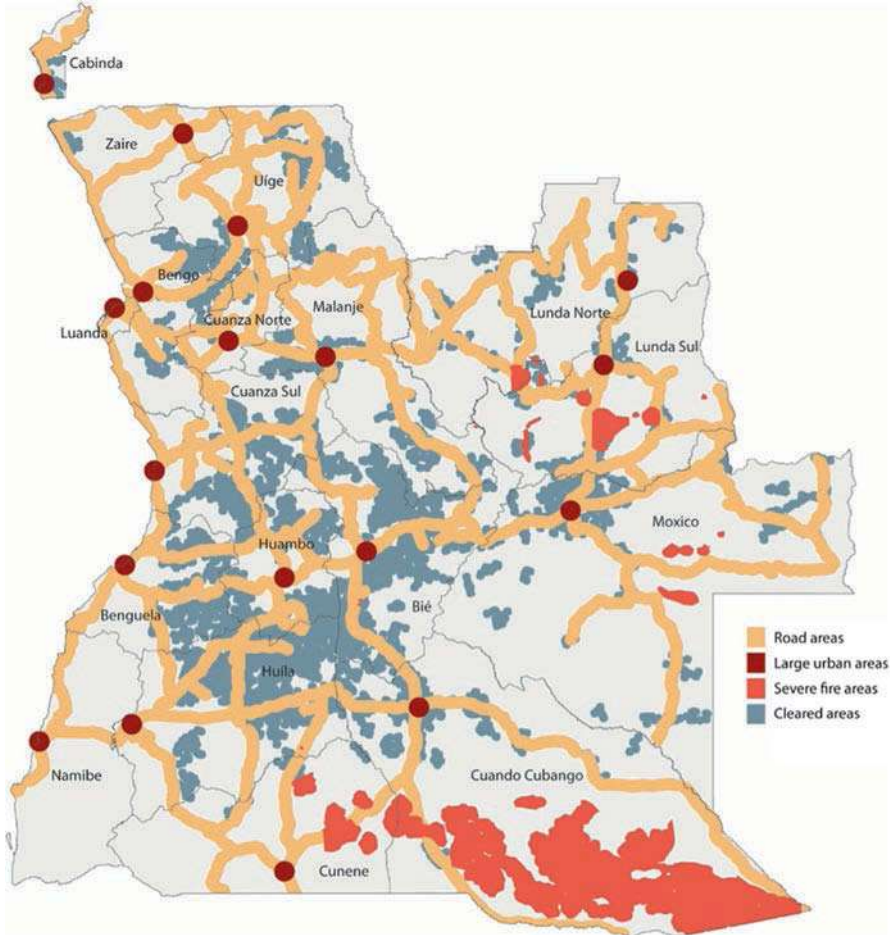 Cabinda
Zaire
Uíge
Bengo
Luanda
Cuanza Norte
Malanje
Lunda Norte
Lunda Sul
Cuanza Sul
Moxico
Huambo
Bié
Benguela
Huíla
Road areas
Large urban areas
Severe fire areas
Cleared areas
Namibe
Cuando Cubango
Cunene